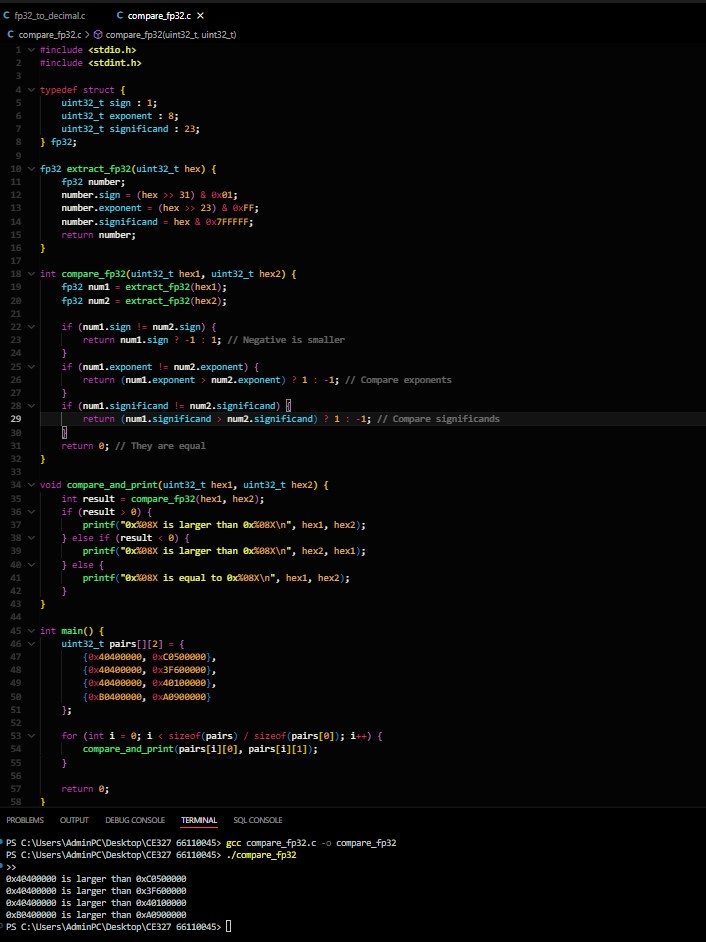 fp32_to_decimal.c
compare_fp32.c
compare_fp32.c > compare_fp32(uint32_t, uint32_t)
1 #include <stdio.h>
2 #include <stdint.h>
3
4 typedef struct {
5 uint32_t sign : 1;
6 uint32_t exponent : 8;
7 uint32_t significand : 23;
8 } fp32;
9
10 fp32 extract_fp32(uint32_t hex) {
11 fp32 number;
12 number.sign = (hex >> 31) & 0x01;
13 number.exponent = (hex >> 23) & 0xFF;
14 number.significand = hex & 0x7FFFFF;
15 return number;
16 }
17
18 int compare_fp32(uint32_t hex1, uint32_t hex2) {
19 fp32 num1 = extract_fp32(hex1);
20 fp32 num2 = extract_fp32(hex2);
21
22 if (num1.sign != num2.sign) {
23 return num1.sign ? -1 : 1; // Negative is smaller
24 }
25 if (num1.exponent != num2.exponent) {
26 return (num1.exponent > num2.exponent) ? 1 : -1; // Compare exponents
27 }
28 if (num1.significand != num2.significand) {
29 return (num1.significand > num2.significand) ? 1 : -1; // Compare significands
30 }
31 return 0; // They are equal
32 }
33
34 void compare_and_print(uint32_t hex1, uint32_t hex2) {
35 int result = compare_fp32(hex1, hex2);
36 if (result > 0) {
37 printf("0x%08X is larger than 0x%08X\n", hex1, hex2);
38 } else if (result < 0) {
39 printf("0x%08X is larger than 0x%08X\n", hex2, hex1);
40 } else {
41 printf("0x%08X is equal to 0x%08X\n", hex1, hex2);
42 }
43 }
44
45 int main() {
46 uint32_t pairs[][2] = {
47 {0x40400000, 0xC0500000},
48 {0x40400000, 0x3F600000},
49 {0x40400000, 0x40100000},
50 {0xB0400000, 0xA0900000}
51 };
52
53 for (int i = 0; i < sizeof(pairs) / sizeof(pairs[0]); i++) {
54 compare_and_print(pairs[i][0], pairs[i][1]);
55 }
56
57 return 0;
58 }
PROBLEMS OUTPUT DEBUG CONSOLE TERMINAL SQL CONSOLE
PS C:\Users\AdminPC\Desktop\CE327 66110045> gcc compare_fp32.c -o compare_fp32
PS C:\Users\AdminPC\Desktop\CE327 66110045> ./compare_fp32
>>
0x40400000 is larger than 0xC0500000
0x40400000 is larger than 0x3F600000
0x40400000 is larger than 0x40100000
0xB0400000 is larger than 0xA0900000
PS C:\Users\AdminPC\Desktop\CE327 66110045>